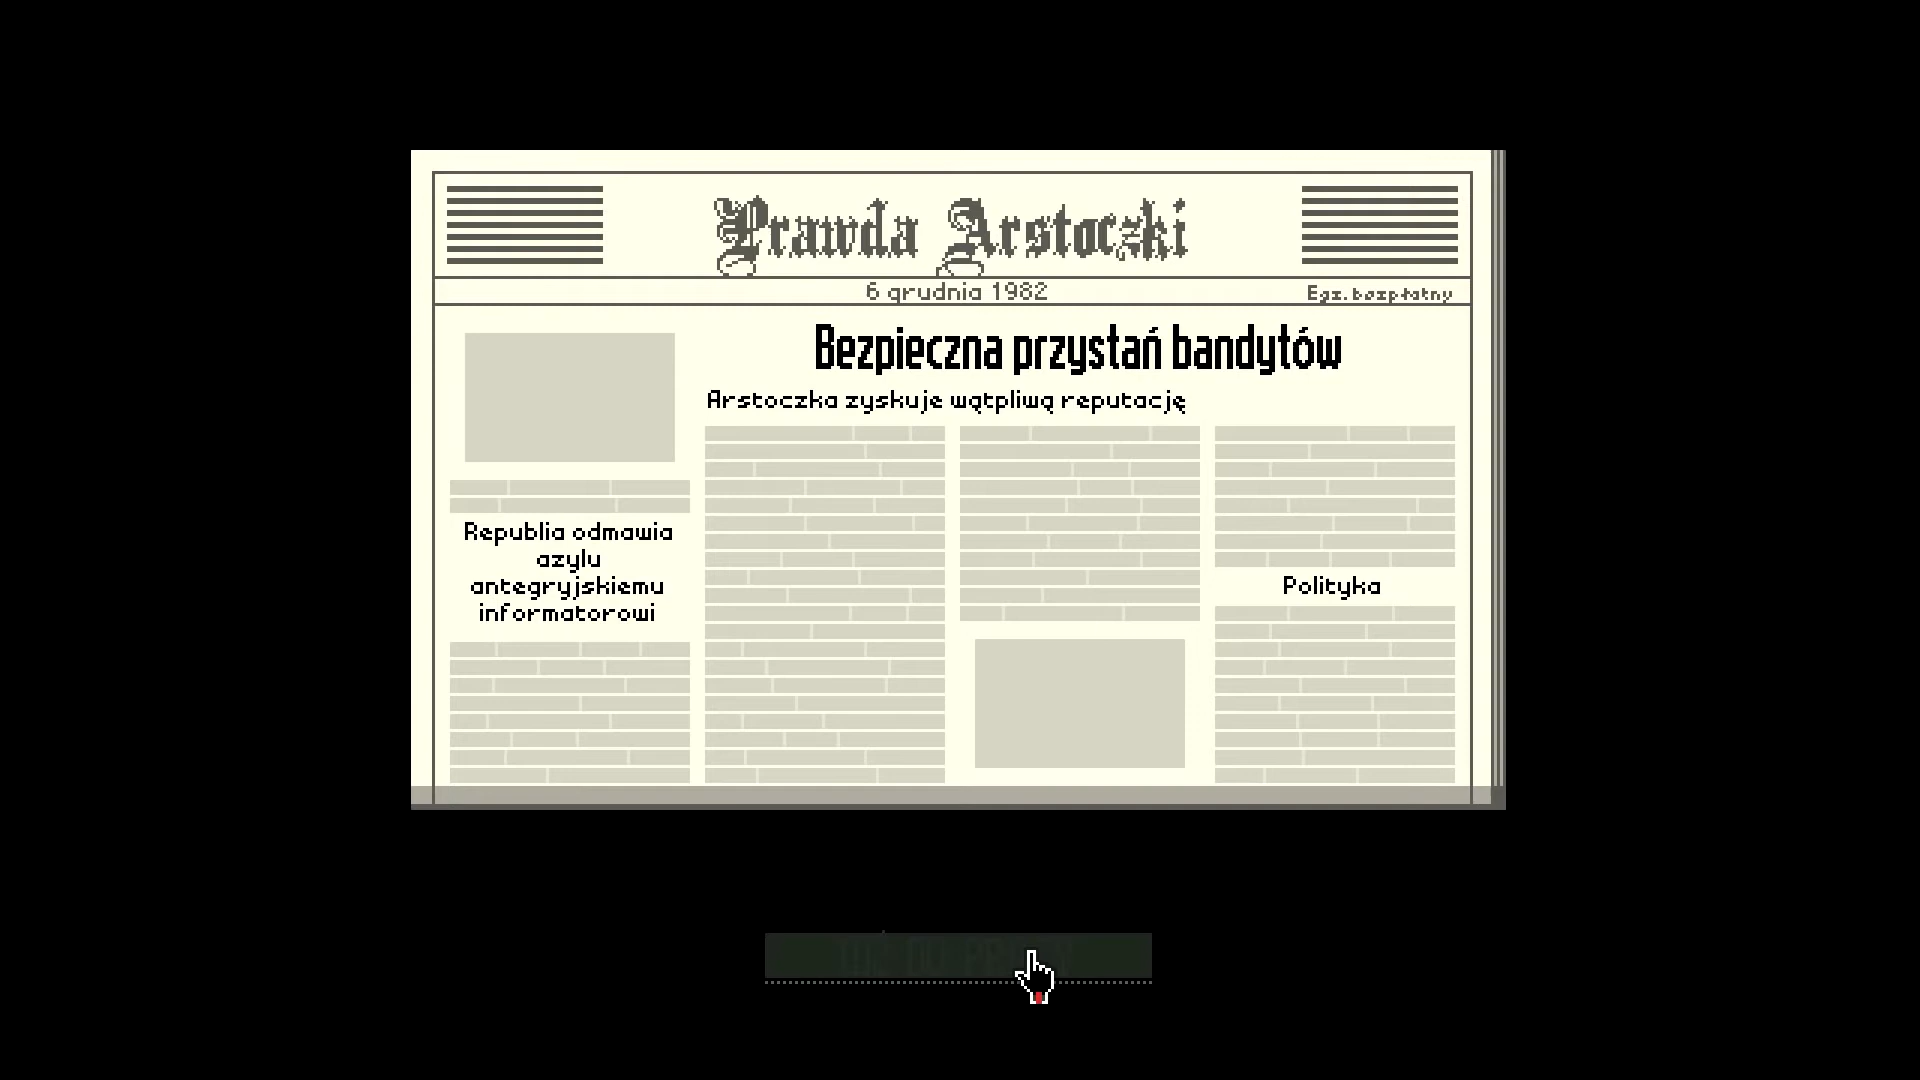 Prawda Arstoczki
6 grudnia 1982
Egz. bezpłatny
Bezpieczna przystań bandytów
Arstoczka zyskuje wątpliwą reputację
Republia odmawia
azylu
antegryjskiemu
informatorowi
Polityka